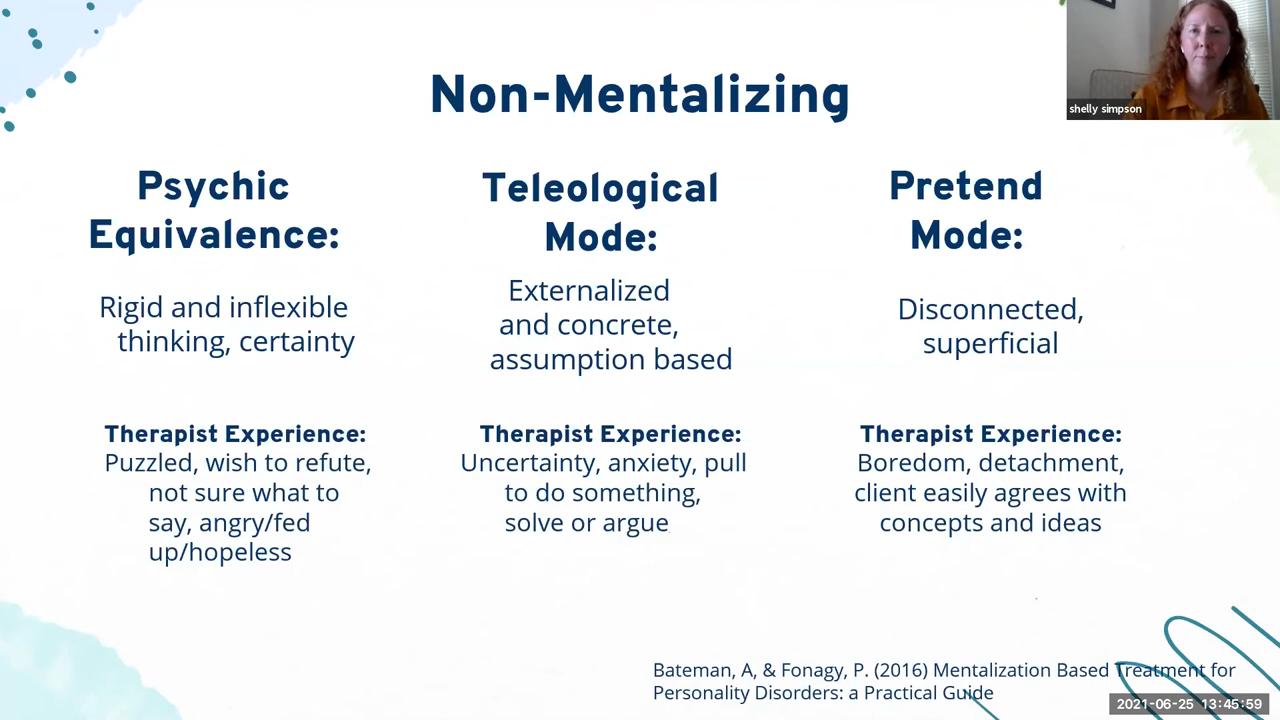 Non-Mentalizing
shelly simpson
Psychic
Equivalence:
Rigid and inflexible
thinking, certainty
Therapist Experience:
Puzzled, wish to refute,
not sure what to
say, angry/fed
up/hopeless
Teleological
Mode:
Externalized
and concrete,
assumption based
Therapist Experience:
Uncertainty, anxiety, pull
to do something,
solve or argue
Pretend
Mode:
Disconnected,
superficial
Therapist Experience:
Boredom, detachment,
client easily agrees with
concepts and ideas
Bateman, A, & Fonagy, P. (2016) Mentalization Based Treatment for
Personality Disorders: a Practical Guide
2021-06-25 13:45:59